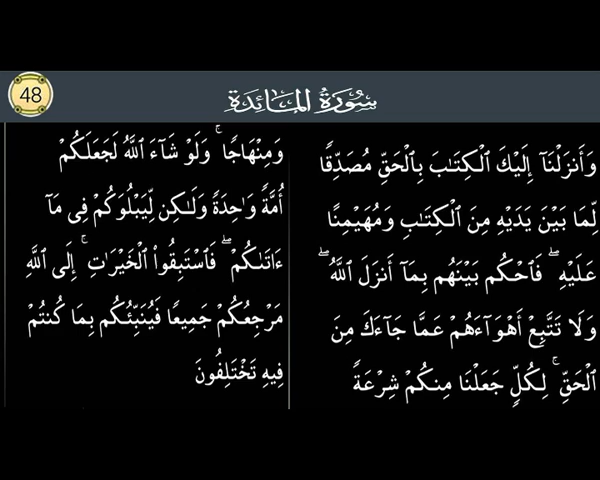 سُورَةُ المَائِدَةِ
48
وَأَنزَلْنَآ إِلَيْكَ ٱلْكِتَٰبَ بِٱلْحَقِّ مُصَدِّقًا
لِّمَا بَيْنَ يَدَيْهِ مِنَ ٱلْكِتَٰبِ وَمُهَيْمِنًا
عَلَيْهِ ۖ فَٱحْكُم بَيْنَهُم بِمَآ أَنزَلَ ٱللَّهُ ۖ
وَلَا تَتَّبِعْ أَهْوَآءَهُمْ عَمَّا جَآءَكَ مِنَ
ٱلْحَقِّ ۚ لِكُلٍّ جَعَلْنَا مِنكُمْ شِرْعَةً
وَمِنْهَاجًا ۚ وَلَوْ شَآءَ ٱللَّهُ لَجَعَلَكُمْ
أُمَّةً وَٰحِدَةً وَلَٰكِن لِّيَبْلُوَكُمْ فِى مَآ
ءَاتَىٰكُمْ ۖ فَٱسْتَبِقُوا۟ ٱلْخَيْرَٰتِ ۚ إِلَى ٱللَّهِ
مَرْجِعُكُمْ جَمِيعًا فَيُنَبِّئُكُم بِمَا كُنتُمْ
فِيهِ تَخْتَلِفُونَ